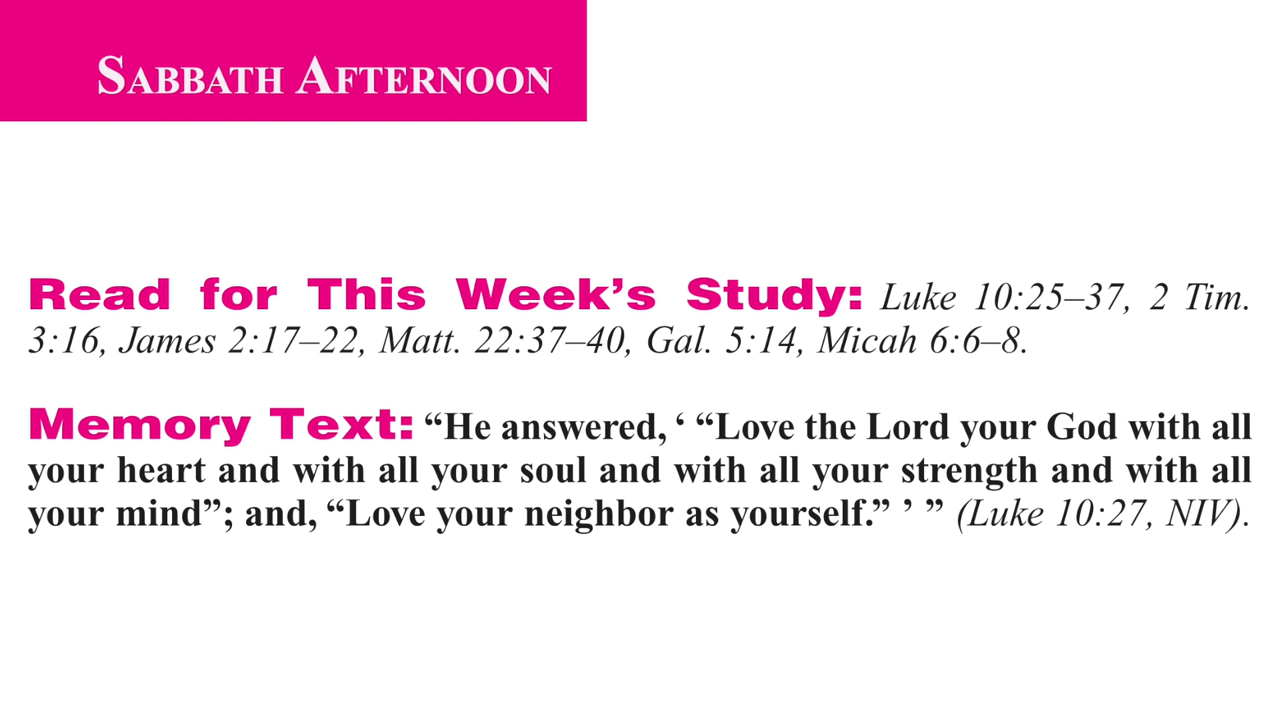 SABBATH AFTERNOON
Read for This Week’s Study: Luke 10:25–37, 2 Tim.
3:16, James 2:17–22, Matt. 22:37–40, Gal. 5:14, Micah 6:6–8.
Memory Text: “He answered, ‘ “Love the Lord your God with all
your heart and with all your soul and with all your strength and with all
your mind”; and, “Love your neighbor as yourself.” ’ ” (Luke 10:27, NIV).